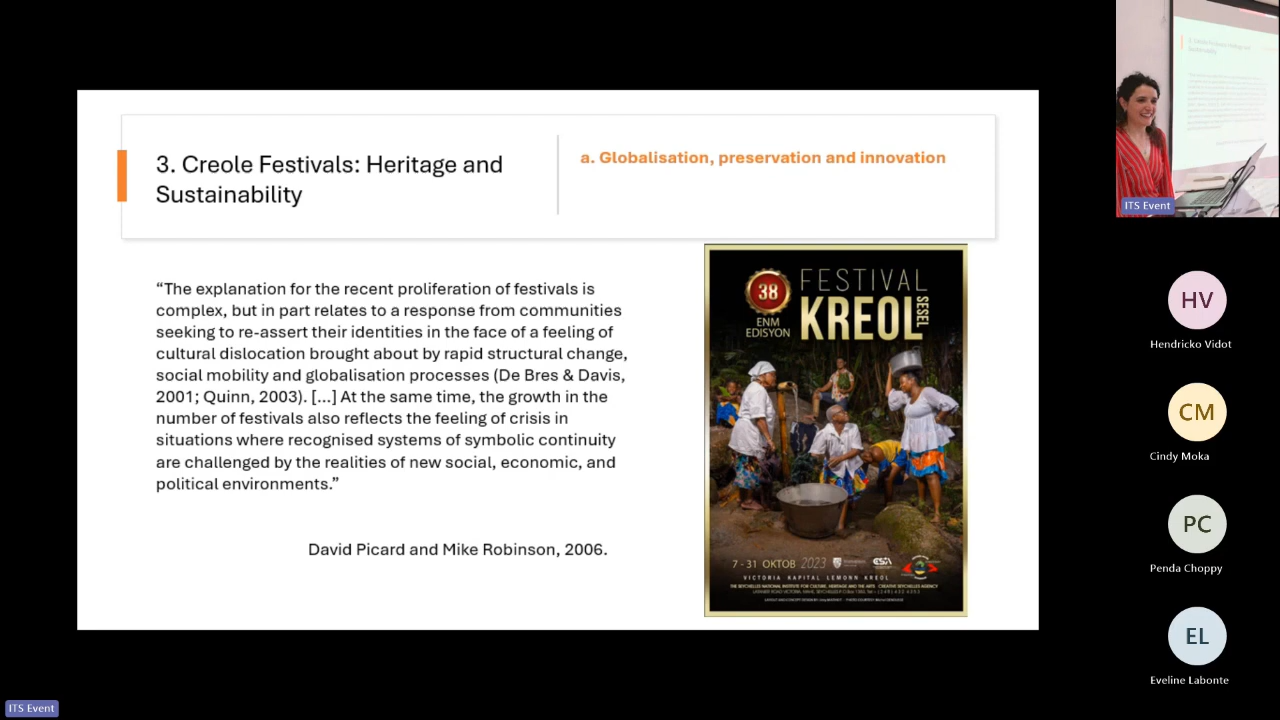 3. Creole Festivals: Heritage and
Sustainability
a. Globalisation, preservation and innovation
“The explanation for the recent proliferation of festivals is
complex, but in part relates to a response from communities
seeking to re-assert their identities in the face of a feeling of
cultural dislocation brought about by rapid structural change,
social mobility and globalisation processes (De Bres & Davis,
2001; Quinn, 2003). [...] At the same time, the growth in the
number of festivals also reflects the feeling of crisis in
situations where recognised systems of symbolic continuity
are challenged by the realities of new social, economic, and
political environments.”
David Picard and Mike Robinson, 2006.
38
ENM
EDISYON
FESTIVAL
KREOL
SESEL
7 - 31 OKTOB 2023
VICTORIA KAPITAL LEMONN KREOL
THE SEYCHELLES NATIONAL INSTITUTE FOR CULTURE, HERITAGE AND THE ARTS
CREATIVE SEYCHELLES AGENCY
ITS Event
HV
Hendricko Vidot
CM
Cindy Moka
PC
Penda Choppy
EL
Eveline Labonte
ITS Event